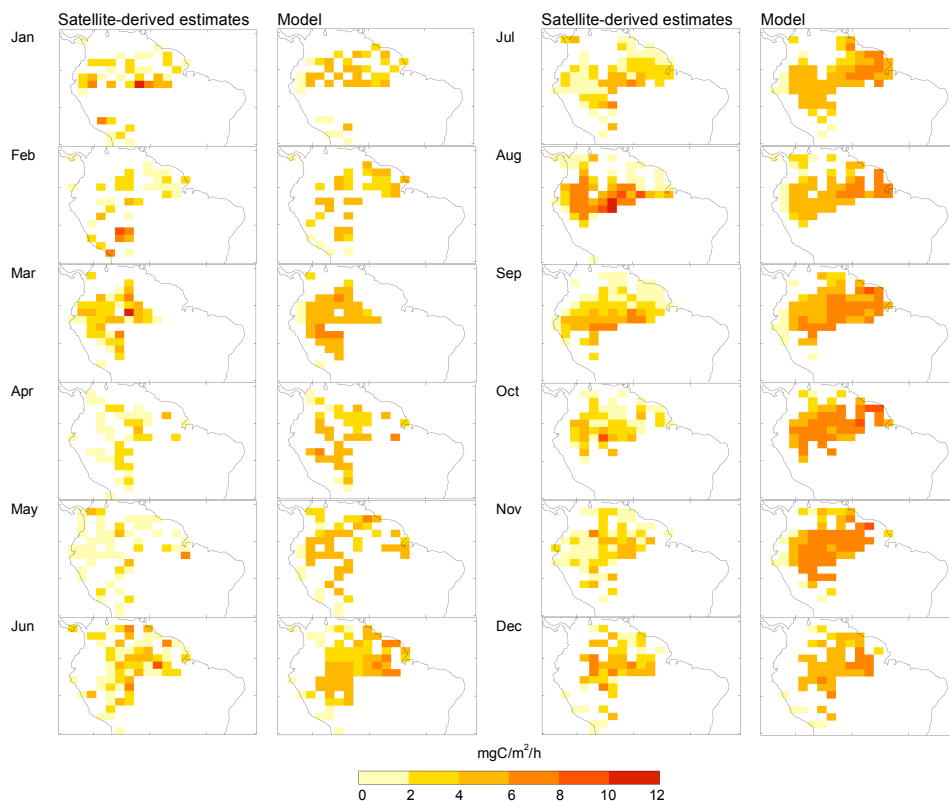 Satellite-derived estimates Model Satellite-derived estimates Model
Jan Jul
Feb Aug
Mar Sep
Apr Oct
May Nov
Jun Dec
mgC/m²/h
0 2 4 6 8 10 12